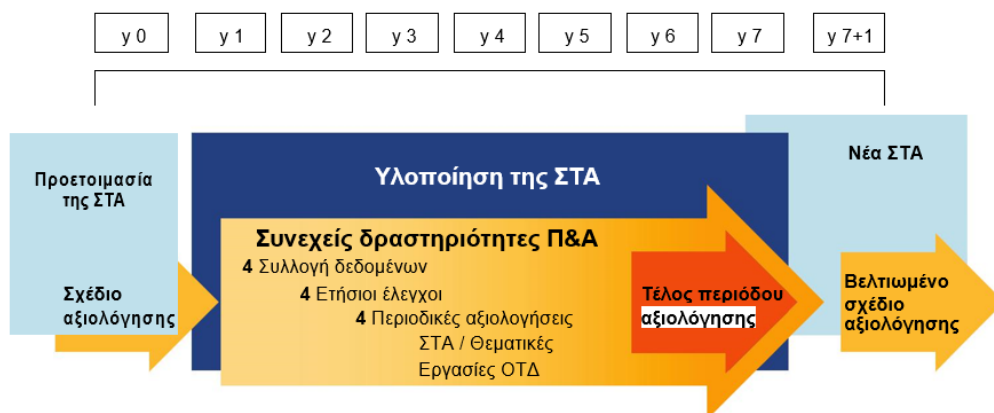 y 0
y 1
y 2
y 3
y 4
y 5
y 6
y 7
y 7+1
Προετοιμασία
της ΣΤΑ
Υλοποίηση της ΣΤΑ
Νέα ΣΤΑ
Σχέδιο
αξιολόγησης
Συνεχείς δραστηριότητες Π&Α
4 Συλλογή δεδομένων
4 Ετήσιοι έλεγχοι
4 Περιοδικές αξιολογήσεις
ΣΤΑ / Θεματικές
Εργασίες ΟΤΔ
Τέλος περιόδου
αξιολόγησης
Βελτιωμένο
σχέδιο
αξιολόγησης